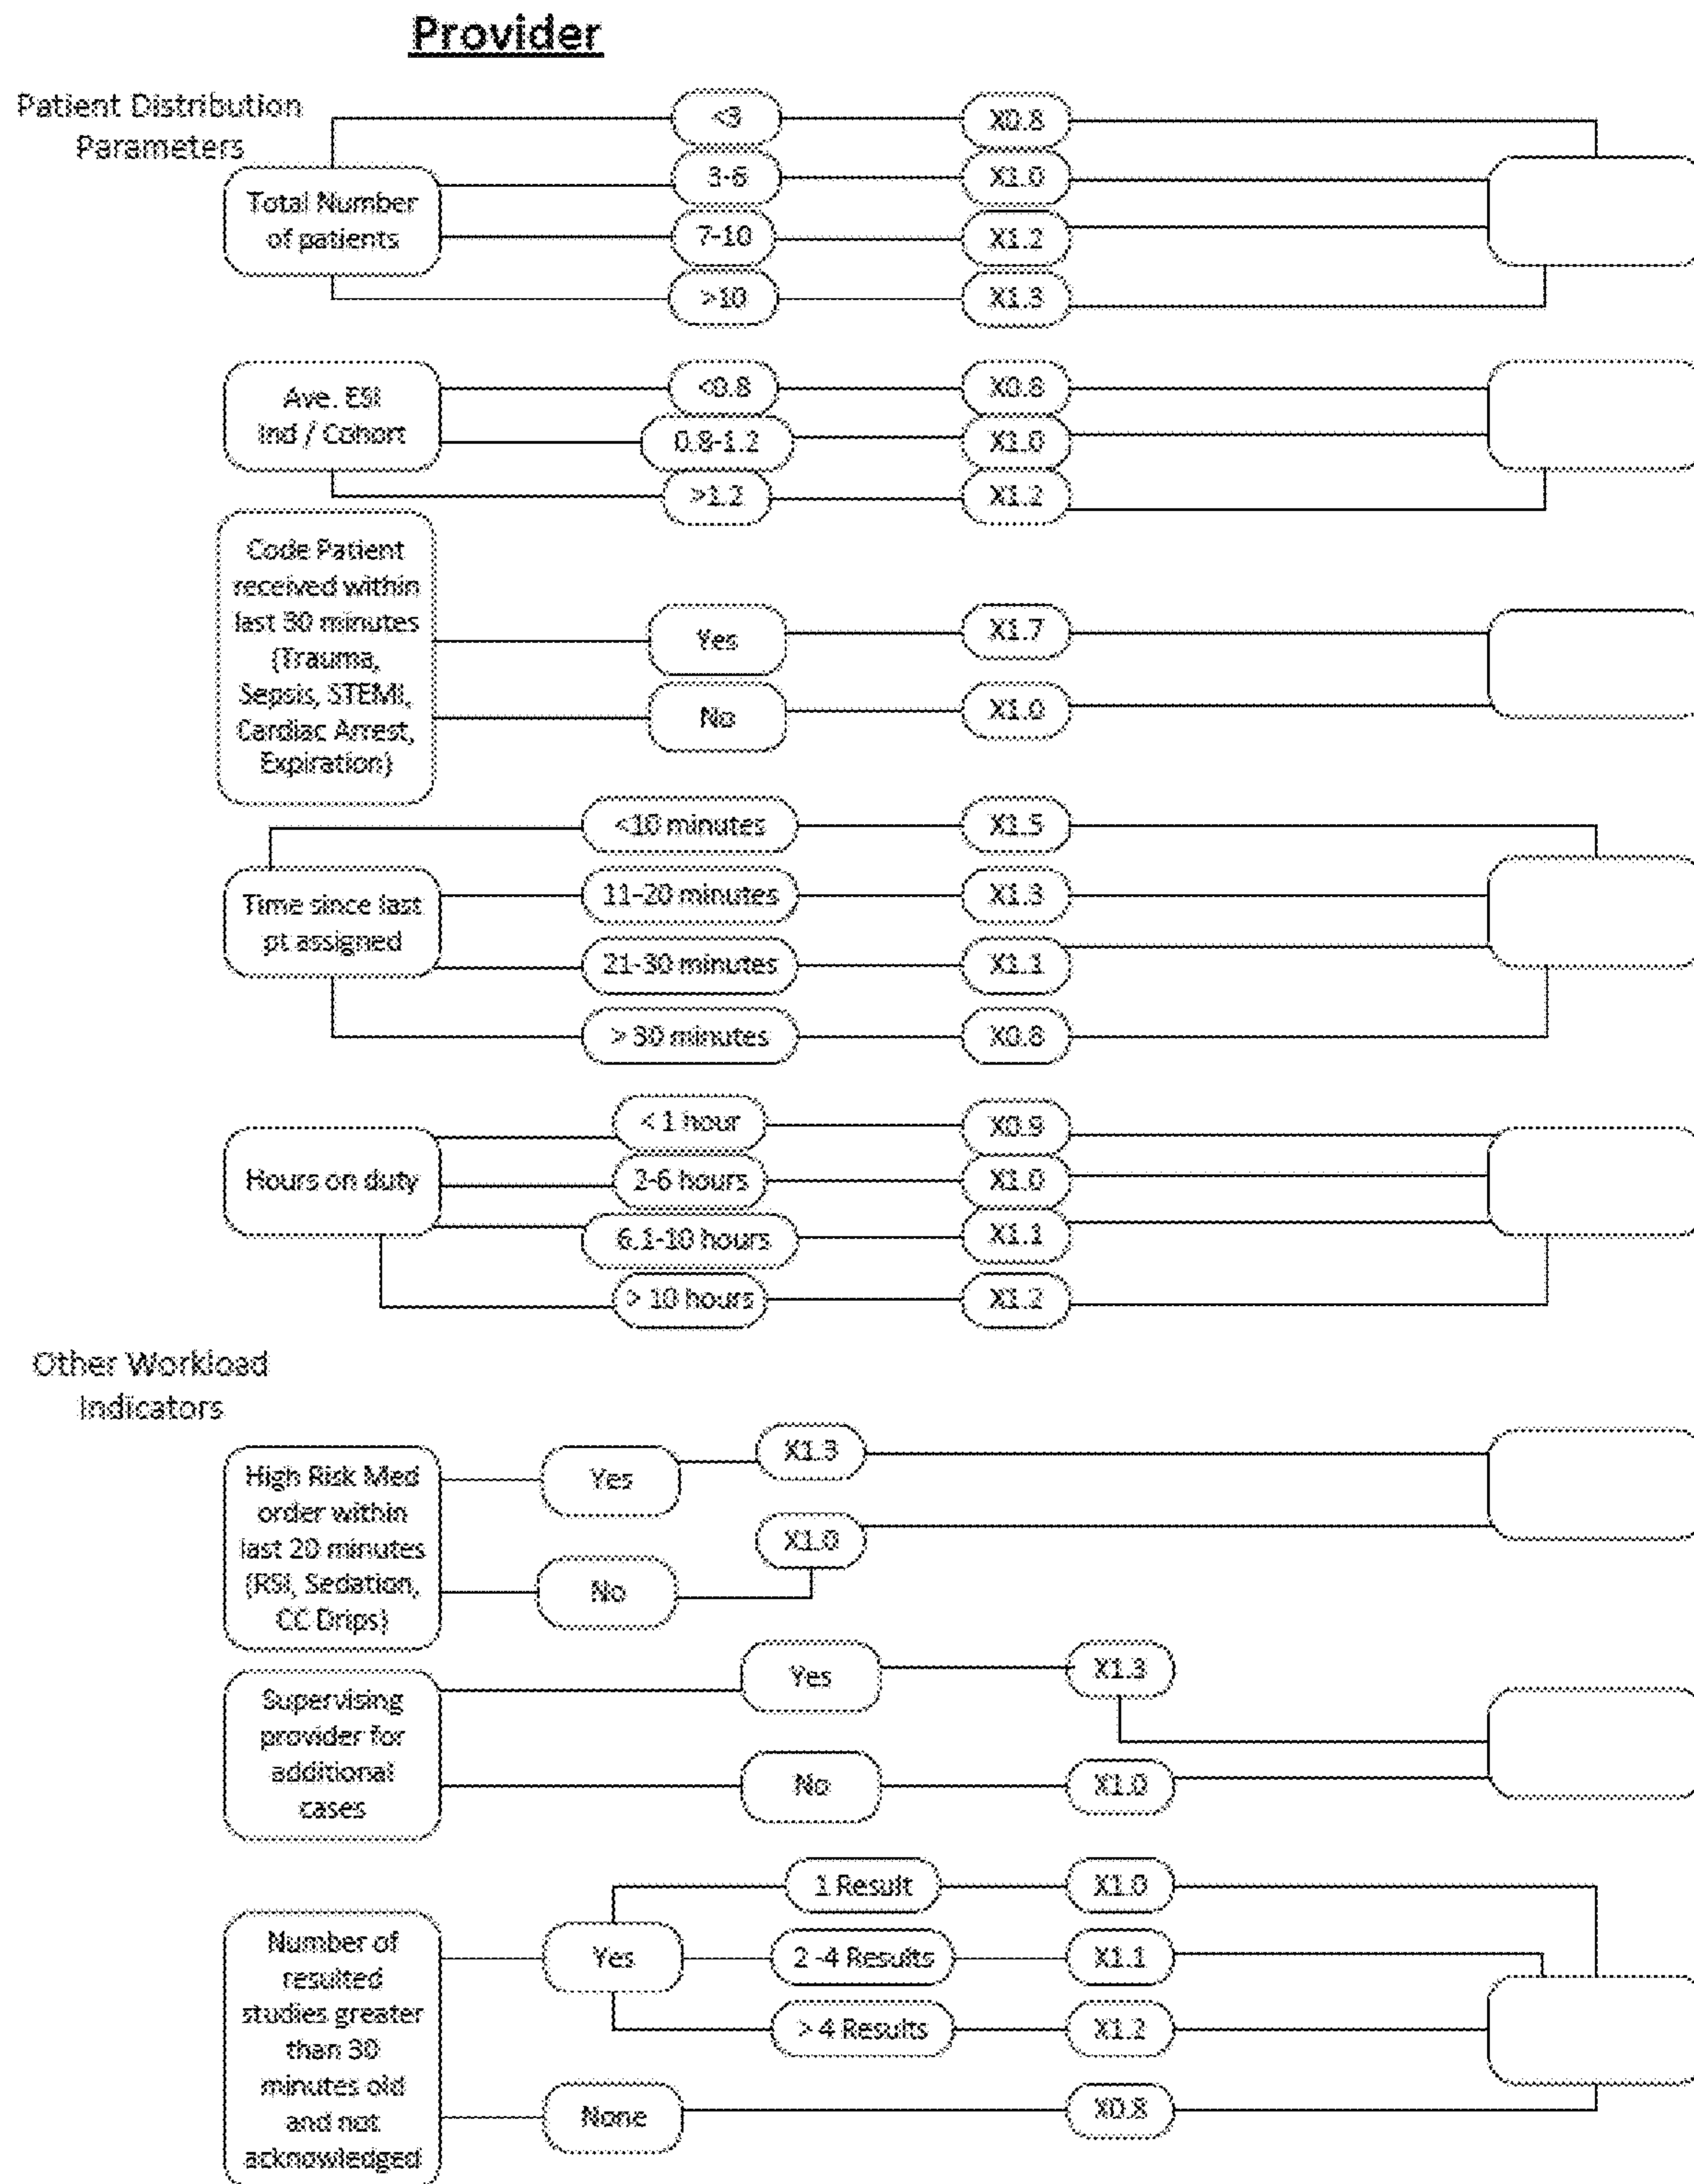 Provider
Patient Distribution
Parameters
Total Number
of patients
<3
X0.8
3-6
X1.0
7-10
X1.2
>10
X1.3
Ave. ESI
Ind / Cohort
<0.8
X0.8
0.8-1.2
X1.0
>1.2
X1.2
Code Patient
received within
last 30 minutes
(Trauma,
Sepsis, STEMI,
Cardiac Arrest,
Expiration)
Yes
X1.7
No
X1.0
Time since last
pt assigned
<10 minutes
X1.5
11-20 minutes
X1.3
21-30 minutes
X1.1
> 30 minutes
X0.8
Hours on duty
< 1 hour
X0.9
2-6 hours
X1.0
6.1-10 hours
X1.1
> 10 hours
X1.2
Other Workload
Indicators
High Risk Med
order within
last 20 minutes
(RSI, Sedation,
CC Drips)
Yes
X1.3
No
X1.0
Supervising
provider for
additional
cases
Yes
X1.3
No
X1.0
Number of
resulted
studies greater
than 30
minutes old
and not
acknowledged
Yes
1 Result
X1.0
2 -4 Results
X1.1
> 4 Results
X1.2
None
X0.8